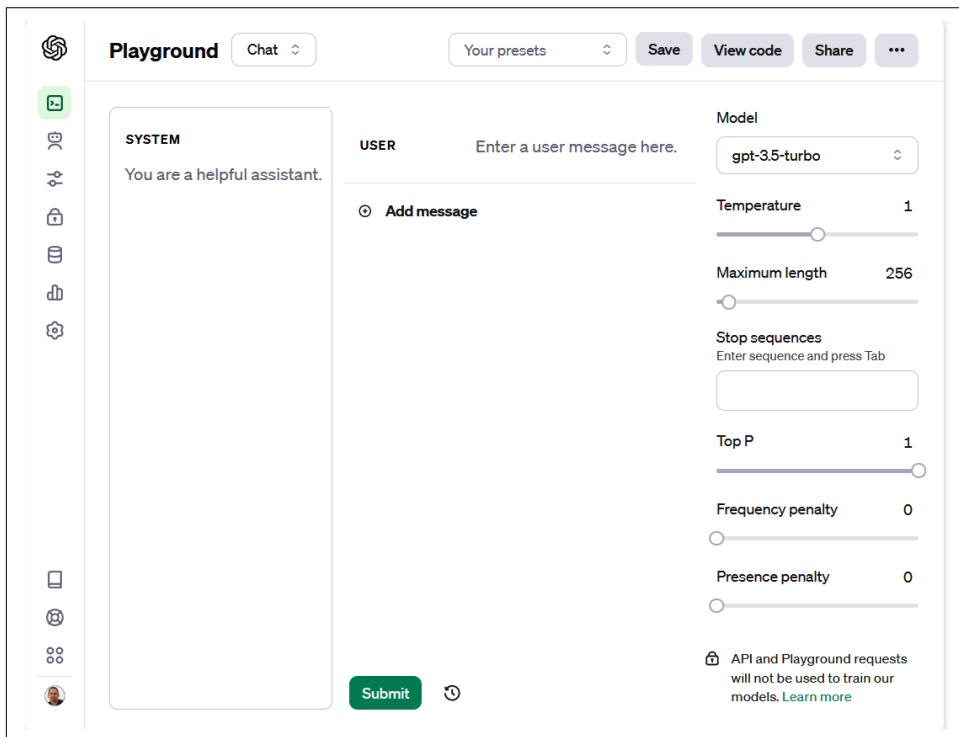 Playground
Chat
Your presets
Save
View code
Share
SYSTEM
You are a helpful assistant.
USER
Enter a user message here.
Add message
Submit
Model
gpt-3.5-turbo
Temperature 1
Maximum length 256
Stop sequences
Enter sequence and press Tab
Top P 1
Frequency penalty 0
Presence penalty 0
API and Playground requests
will not be used to train our
models. Learn more